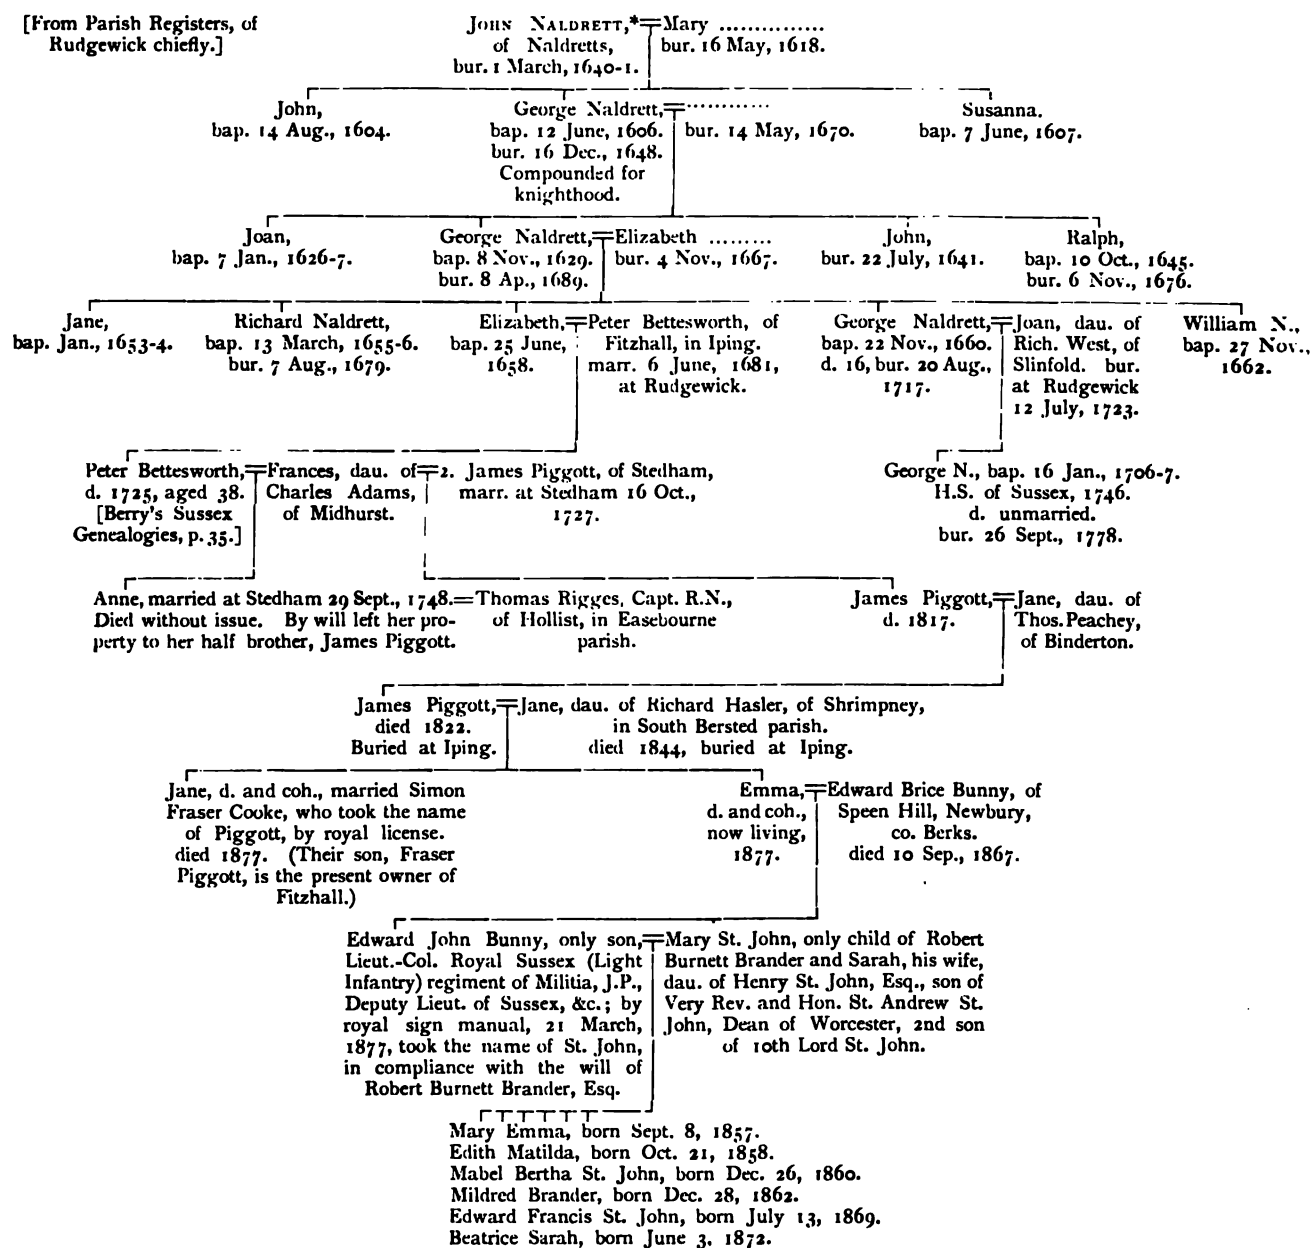 [From Parish Registers, of
Rudgewick chiefly.]
JOHN NALDRETT,*=Mary ...............
of Naldretts,
bur. 16 May, 1618.
bur. 1 March, 1640-1.
John,
bap. 14 Aug., 1604.
George Naldrett,=............
bap. 12 June, 1606.
bur. 14 May, 1670.
bur. 16 Dec., 1648.
Compounded for
knighthood.
Susanna.
bap. 7 June, 1607.
Joan,
bap. 7 Jan., 1626-7.
George Naldrett,=Elizabeth .........
bap. 8 Nov., 1629.
bur. 4 Nov., 1667.
bur. 8 Ap., 1689.
John,
bur. 22 July, 1641.
Ralph,
bap. 10 Oct., 1645.
bur. 6 Nov., 1676.
Jane,
bap. Jan., 1653-4.
Richard Naldrett,
bap. 13 March, 1655-6.
bur. 7 Aug., 1679.
Elizabeth,=Peter Bettesworth, of
bap. 25 June,
1658.
Fitzhall, in Iping.
marr. 6 June, 1681,
at Rudgewick.
George Naldrett,=Joan, dau. of
bap. 22 Nov., 1660.
d. 16, bur. 20 Aug.,
1717.
Rich. West, of
Slinfold. bur.
at Rudgewick
12 July, 1723.
William N.,
bap. 27 Nov.,
1662.
Peter Bettesworth,=Frances, dau. of=2. James Piggott, of Stedham,
d. 1725, aged 38.
[Berry's Sussex
Genealogies, p. 35.]
Charles Adams,
of Midhurst.
marr. at Stedham 16 Oct.,
1727.
George N., bap. 16 Jan., 1706-7.
H.S. of Sussex, 1746.
d. unmarried.
bur. 26 Sept., 1778.
Anne, married at Stedham 29 Sept., 1748.=Thomas Rigges, Capt. R.N.,
Died without issue. By will left her pro-
perty to her half brother, James Piggott.
of Hollist, in Easebourne
parish.
James Piggott,=Jane, dau. of
d. 1817.
Thos. Peachey,
of Binderton.
James Piggott,=Jane, dau. of Richard Hasler, of Shrimpney,
died 1822.
Buried at Iping.
in South Bersted parish.
died 1844, buried at Iping.
Jane, d. and coh., married Simon
Fraser Cooke, who took the name
of Piggott, by royal license.
died 1877. (Their son, Fraser
Piggott, is the present owner of
Fitzhall.)
Emma,=Edward Brice Bunny, of
d. and coh.,
now living,
1877.
Speen Hill, Newbury,
co. Berks.
died 10 Sep., 1867.
Edward John Bunny, only son,=Mary St. John, only child of Robert
Lieut.-Col. Royal Sussex (Light
Infantry) regiment of Militia, J.P.,
Deputy Lieut. of Sussex, &c.; by
royal sign manual, 21 March,
1877, took the name of St. John,
in compliance with the will of
Robert Burnett Brander, Esq.
Burnett Brander and Sarah, his wife,
dau. of Henry St. John, Esq., son of
Very Rev. and Hon. St. Andrew St.
John, Dean of Worcester, 2nd son
of 10th Lord St. John.
Mary Emma, born Sept. 8, 1857.
Edith Matilda, born Oct. 21, 1858.
Mabel Bertha St. John, born Dec. 26, 1860.
Mildred Brander, born Dec. 28, 1862.
Edward Francis St. John, born July 13, 1869.
Beatrice Sarah, born June 3, 1872.